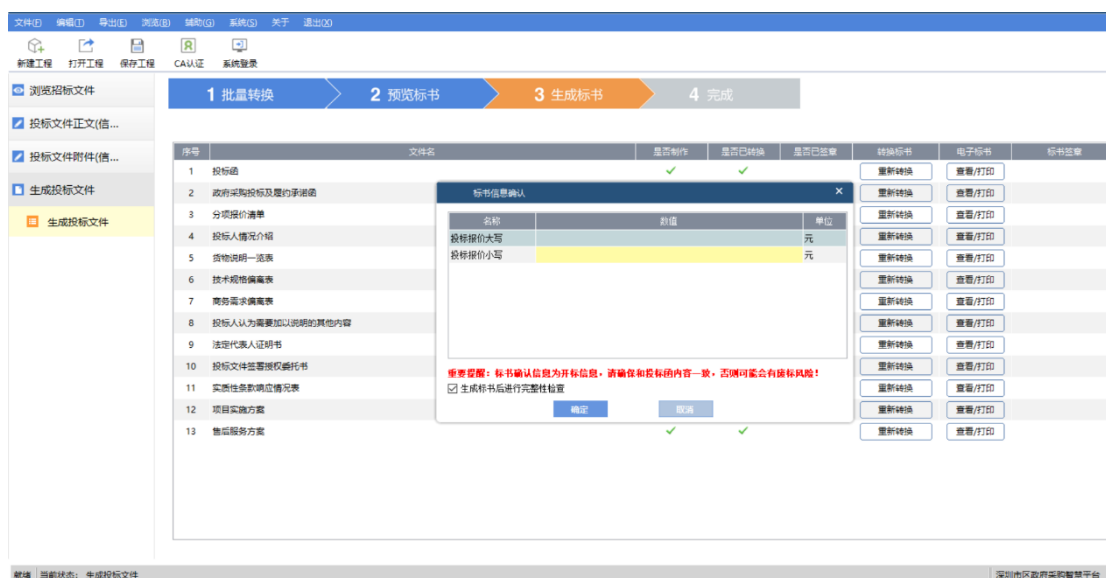 文件(F) 编辑(T) 导出(E) 浏览(B) 辅助(G) 系统(S) 关于 退出(X)
新建工程 打开工程 保存工程 CA认证 系统登录
浏览招标文件
投标文件正文(信...
投标文件附件(信...
生成投标文件
生成投标文件
1 批量转换 2 预览标书 3 生成标书 4 完成
序号 文件名 是否制作 是否已转换 是否已签章 转换标书 电子标书 标书签章
1 投标函 重新转换 查看/打印
2 政府采购投标及履约承诺函 重新转换 查看/打印
3 分项报价清单 重新转换 查看/打印
4 投标人情况介绍 重新转换 查看/打印
5 货物说明一览表 重新转换 查看/打印
6 技术规格偏离表 重新转换 查看/打印
7 商务需求偏离表 重新转换 查看/打印
8 投标人认为需要加以说明的其他内容 重新转换 查看/打印
9 法定代表人证明书 重新转换 查看/打印
10 投标文件签署授权委托书 重新转换 查看/打印
11 实质性条款响应情况表 重新转换 查看/打印
12 项目实施方案 重新转换 查看/打印
13 售后服务方案 重新转换 查看/打印
标书信息确认 ×
名称 数值 单位
投标报价大写 元
投标报价小写 元
重要提醒：标书确认信息为开标信息，请确保和投标函内容一致，否则可能会有废标风险！
生成标书后进行完整性检查
确定 取消
就绪 当前状态： 生成投标文件 深圳市区政府采购智慧平台